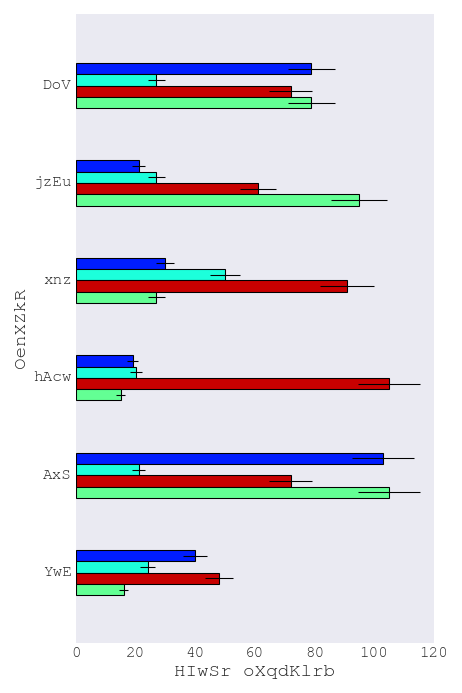 DoV
jzEu
xnz
hAcw
AxS
YwE
OenXZkR
0 20 40 60 80 100 120
HIwSr oXqdKlrb